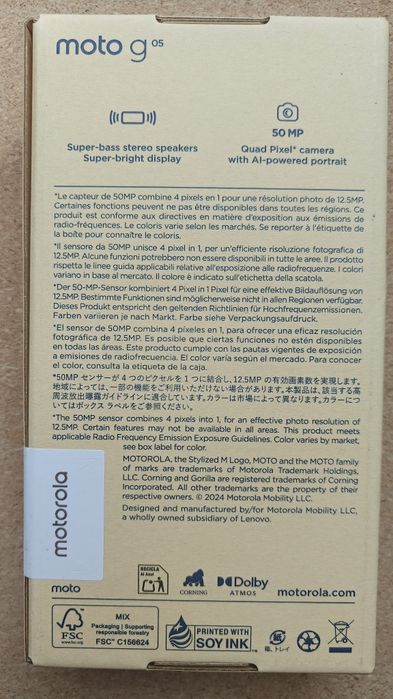 moto g 05
50 MP
Super-bass stereo speakers
Super-bright display
Quad Pixel* camera
with AI-powered portrait
*Le capteur de 50MP combine 4 pixels en 1 pour une résolution photo de 12.5MP.
Certaines fonctions peuvent ne pas être disponibles dans toutes les régions. Ce
produit est conforme aux directives en matière d'exposition aux émissions de
radio-fréquences. Le coloris varie selon les marchés. Se reporter à l'étiquette de
la boîte pour connaître le coloris.
*Il sensore da 50MP unisce 4 pixel in 1, per un'efficiente risoluzione fotografica di
12.5MP. Alcune funzioni potrebbero non essere disponibili in tutte le aree. Il prodotto
rispetta le linee guida applicabili relative all'esposizione alle radiofrequenze. I colori
variano in base al mercato. Il colore è indicato sull'etichetta della scatola.
*Der 50-MP-Sensor kombiniert 4 Pixel in 1 Pixel für eine effektive Bildauflösung von
12.5MP. Bestimmte Funktionen sind möglicherweise nicht in allen Regionen verfügbar.
Dieses Produkt entspricht den geltenden Richtlinien für Hochfrequenzemissionen.
Farben variieren je nach Markt. Farbe siehe Verpackungsaufdruck.
*El sensor de 50MP combina 4 píxeles en 1, para ofrecer una eficaz resolución
fotográfica de 12.5MP. Es posible que ciertas funciones no estén disponibles
en todas las áreas. Este producto cumple con las pautas vigentes de exposición
a emisiones de radiofrecuencia. El color varía según el mercado. Para conocer
el color, consulta la etiqueta de la caja.
*50MP センサーが 4 つのピクセルを 1 つに結合し、12.5MP の有効画素数を実現します。
地域によっては、一部の機能をご利用いただけない場合があります。本製品は、該当する高
周波放出曝露ガイドラインに適合しています。カラーは市場によって異なります。カラーにつ
いてはボックス ラベルをご参照ください。
*The 50MP sensor combines 4 pixels into 1, for an effective photo resolution of
12.5MP. Certain features may not be available in all areas. This product meets
applicable Radio Frequency Emission Exposure Guidelines. Color varies by market,
see box label for color.
MOTOROLA, the Stylized M Logo, MOTO and the MOTO family
of marks are trademarks of Motorola Trademark Holdings,
LLC. Corning and Gorilla are registered trademarks of Corning
Incorporated. All other trademarks are the property of their
respective owners. © 2024 Motorola Mobility LLC.
Designed and manufactured by/for Motorola Mobility LLC,
a wholly owned subsidiary of Lenovo.
motorola
moto
RECICLA
Al Azul
CORNING
Dolby
ATMOS
motorola.com
FSC
www.fsc.org
MIX
Packaging | Supporting
responsible forestry
FSC™ C156624
PRINTED WITH
SOY INK™
紙
箱、トレイ